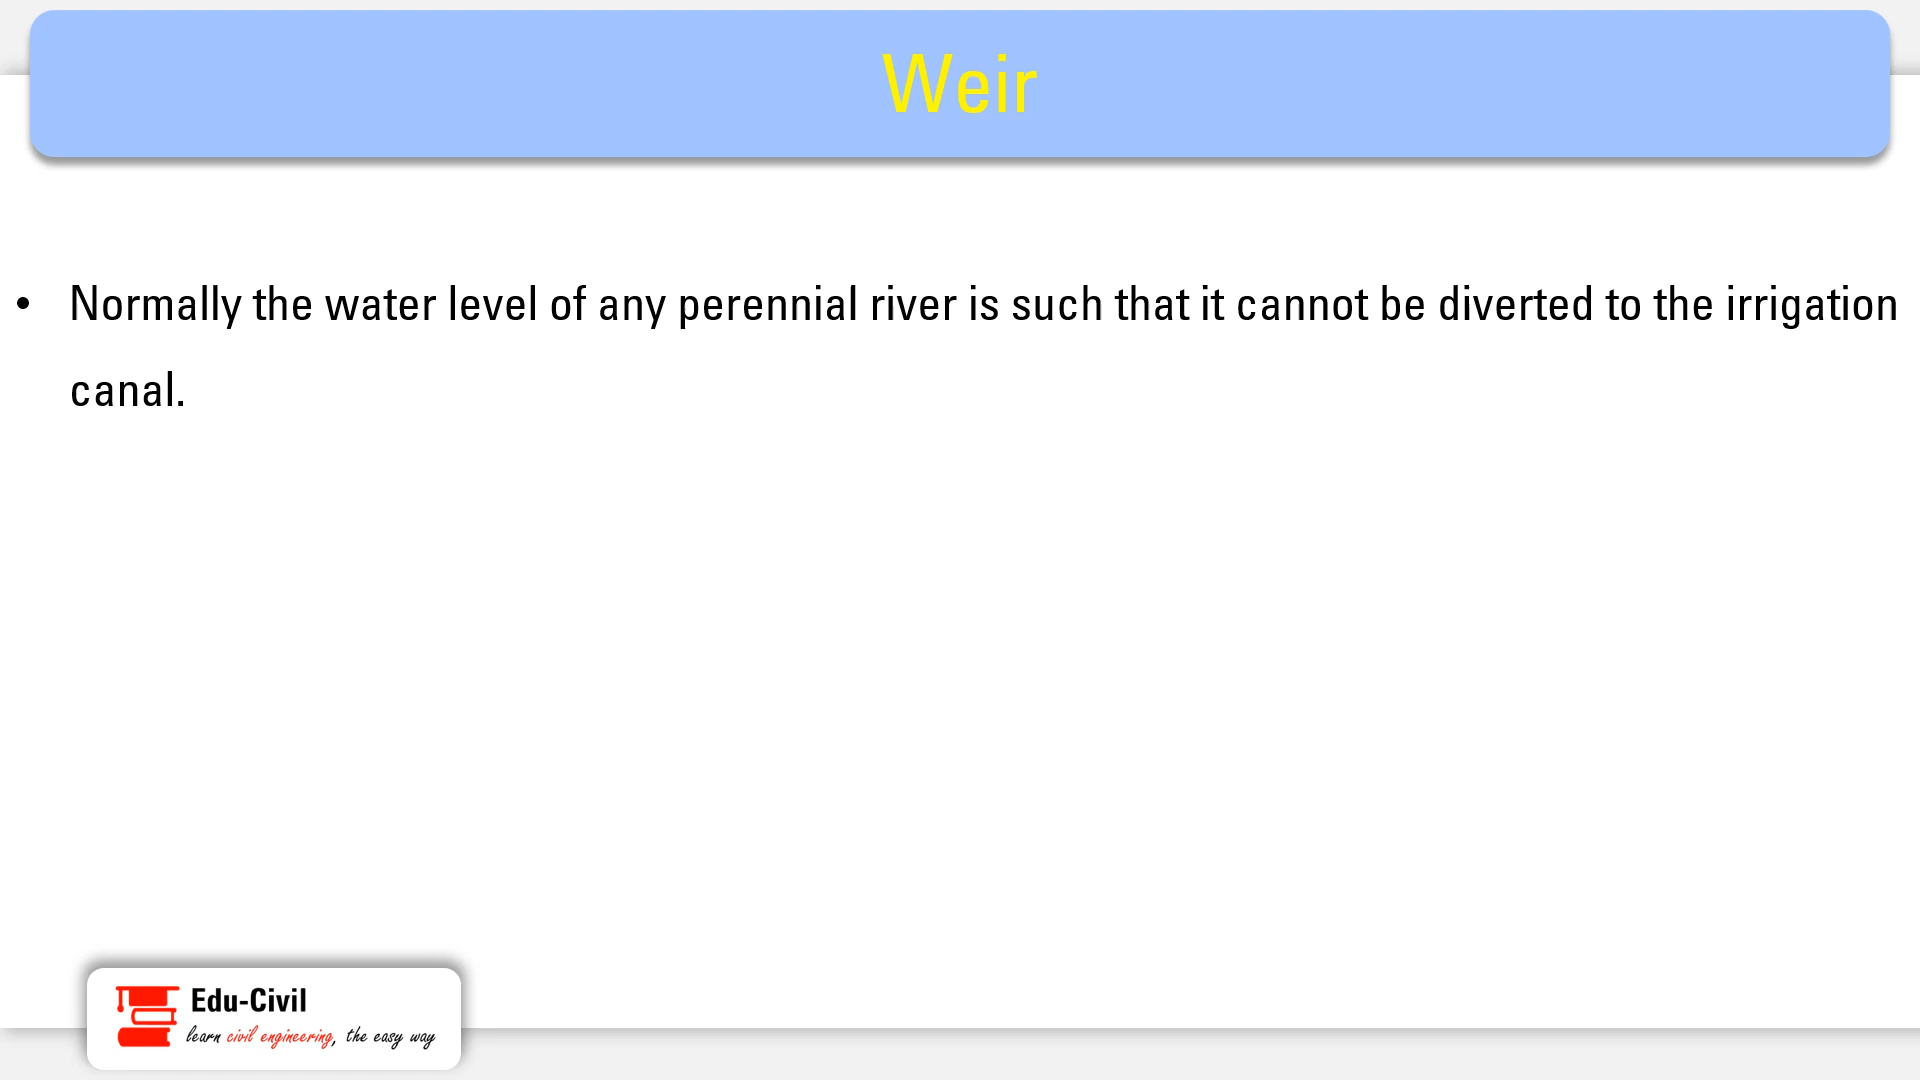 Weir
• Normally the water level of any perennial river is such that it cannot be diverted to the irrigation
canal.
Edu-Civil
learn civil engineering, the easy way